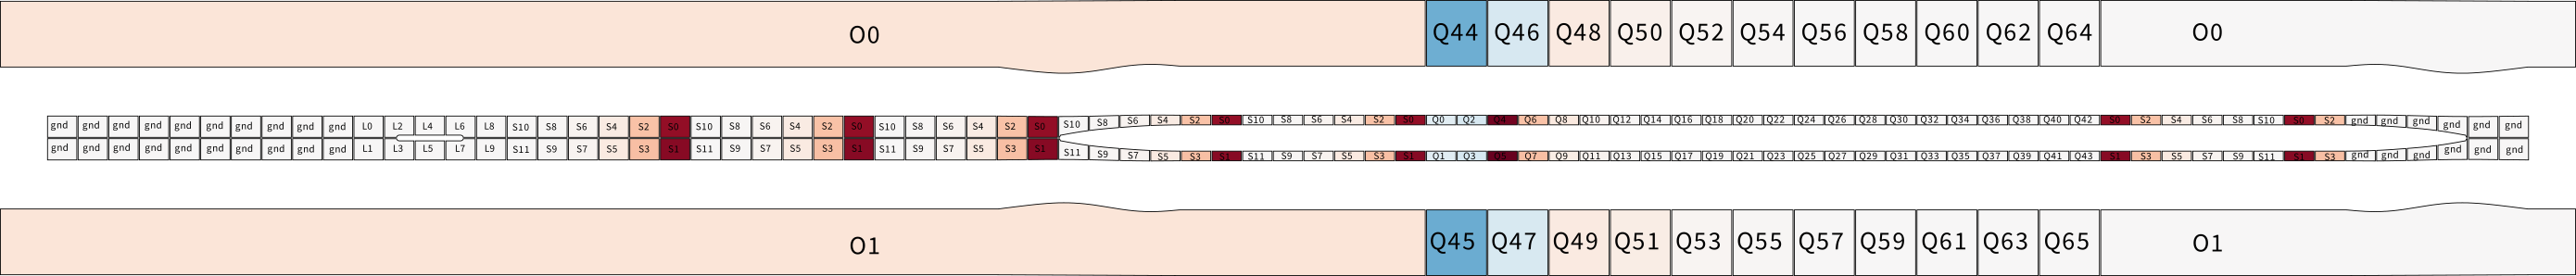 O0 Q44 Q46 Q48 Q50 Q52 Q54 Q56 Q58 Q60 Q62 Q64 O0
gnd gnd gnd gnd gnd gnd gnd gnd gnd gnd L0 L2 L4 L6 L8 S10 S8 S6 S4 S2 S0 S10 S8 S6 S4 S2 S0 S10 S8 S6 S4 S2 S0 S10 S8 S6 S4 S2 S0 S10 S8 S6 S4 S2 S0 Q0 Q2 Q4 Q6 Q8 Q10 Q12 Q14 Q16 Q18 Q20 Q22 Q24 Q26 Q28 Q30 Q32 Q34 Q36 Q38 Q40 Q42 S0 S2 S4 S6 S8 S10 S0 S2 gnd gnd gnd gnd gnd gnd
gnd gnd gnd gnd gnd gnd gnd gnd gnd gnd L1 L3 L5 L7 L9 S11 S9 S7 S5 S3 S1 S11 S9 S7 S5 S3 S1 S11 S9 S7 S5 S3 S1 S11 S9 S7 S5 S3 S1 S11 S9 S7 S5 S3 S1 Q1 Q3 Q5 Q7 Q9 Q11 Q13 Q15 Q17 Q19 Q21 Q23 Q25 Q27 Q29 Q31 Q33 Q35 Q37 Q39 Q41 Q43 S1 S3 S5 S7 S9 S11 S1 S3 gnd gnd gnd gnd gnd gnd
O1 Q45 Q47 Q49 Q51 Q53 Q55 Q57 Q59 Q61 Q63 Q65 O1